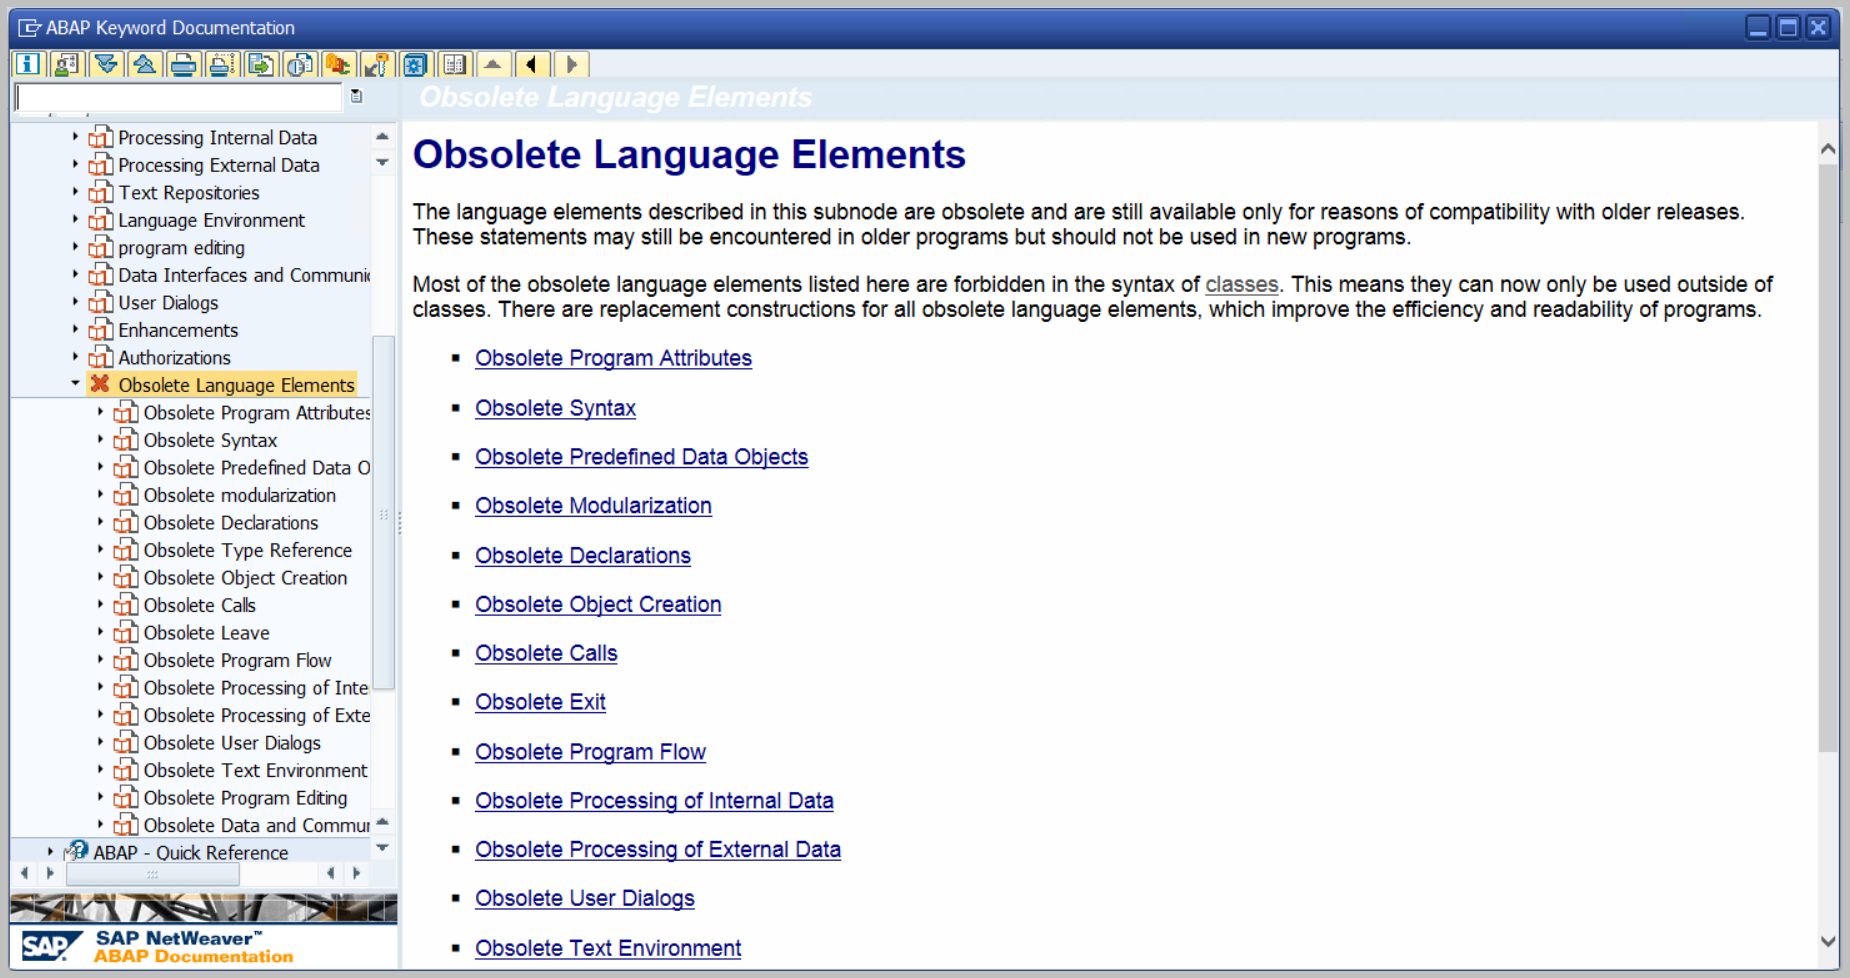 ABAP Keyword Documentation
Obsolete Language Elements
Processing Internal Data
Processing External Data
Text Repositories
Language Environment
program editing
Data Interfaces and Communic
User Dialogs
Enhancements
Authorizations
Obsolete Language Elements
Obsolete Program Attributes
Obsolete Syntax
Obsolete Predefined Data O
Obsolete modularization
Obsolete Declarations
Obsolete Type Reference
Obsolete Object Creation
Obsolete Calls
Obsolete Leave
Obsolete Program Flow
Obsolete Processing of Inte
Obsolete Processing of Exte
Obsolete User Dialogs
Obsolete Text Environment
Obsolete Program Editing
Obsolete Data and Commun
ABAP - Quick Reference
SAP
SAP NetWeaver™
ABAP Documentation
Obsolete Language Elements
The language elements described in this subnode are obsolete and are still available only for reasons of compatibility with older releases.
These statements may still be encountered in older programs but should not be used in new programs.
Most of the obsolete language elements listed here are forbidden in the syntax of classes. This means they can now only be used outside of
classes. There are replacement constructions for all obsolete language elements, which improve the efficiency and readability of programs.
▪ Obsolete Program Attributes
▪ Obsolete Syntax
▪ Obsolete Predefined Data Objects
▪ Obsolete Modularization
▪ Obsolete Declarations
▪ Obsolete Object Creation
▪ Obsolete Calls
▪ Obsolete Exit
▪ Obsolete Program Flow
▪ Obsolete Processing of Internal Data
▪ Obsolete Processing of External Data
▪ Obsolete User Dialogs
▪ Obsolete Text Environment